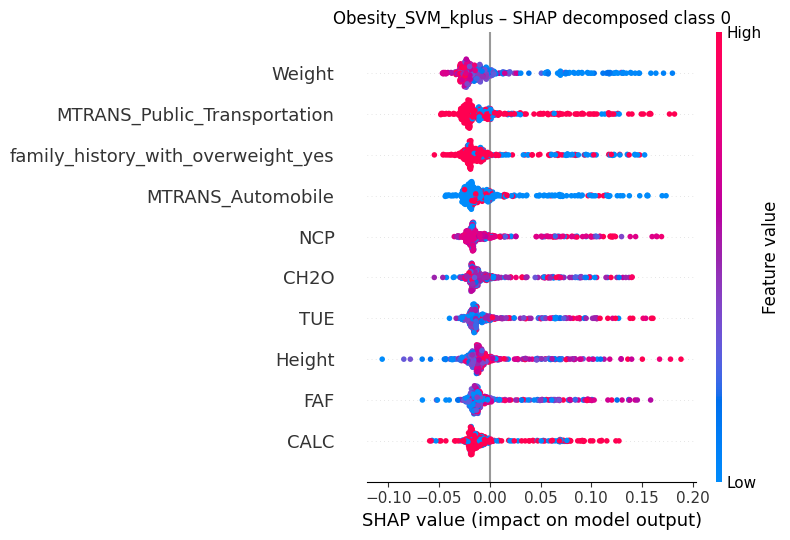 Obesity_SVM_kplus – SHAP decomposed class 0
High
Weight
MTRANS_Public_Transportation
family_history_with_overweight_yes
MTRANS_Automobile
NCP
CH2O
TUE
Height
FAF
CALC
Feature value
Low
−0.10 −0.05 0.00 0.05 0.10 0.15 0.20
SHAP value (impact on model output)